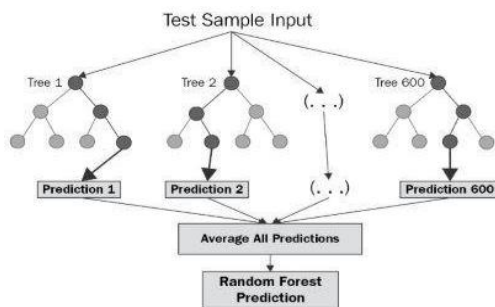 Test Sample Input
Tree 1
Tree 2
(. . .)
Tree 600
Prediction 1
Prediction 2
(. . .)
Prediction 600
Average All Predictions
Random Forest
Prediction